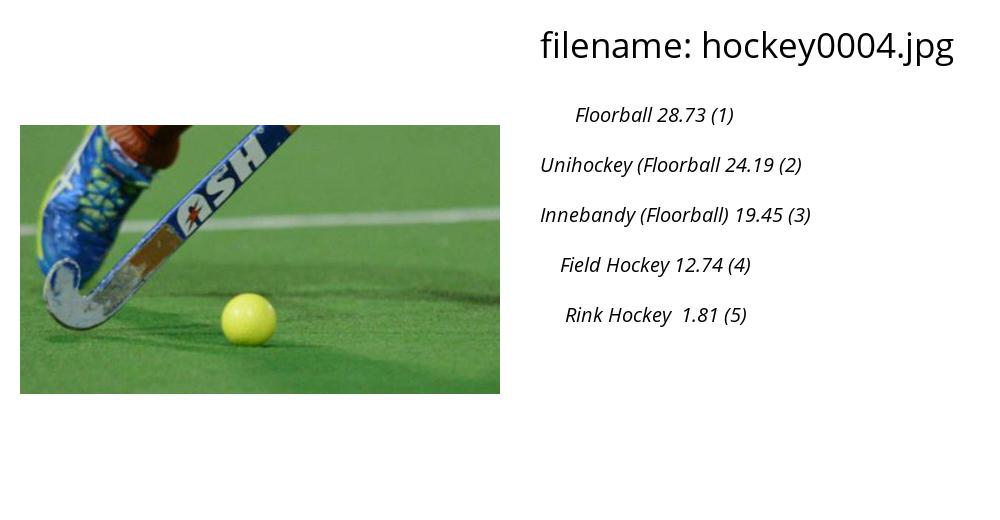 filename: hockey0004.jpg
Floorball 28.73 (1)
Unihockey (Floorball 24.19 (2)
Innebandy (Floorball) 19.45 (3)
Field Hockey 12.74 (4)
Rink Hockey 1.81 (5)
ASH